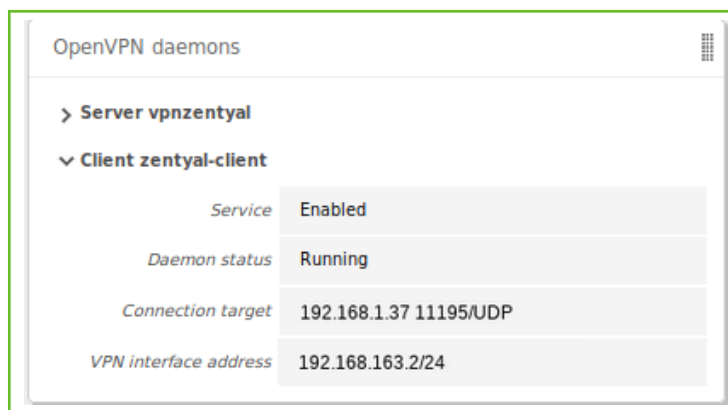 OpenVPN daemons
Server vpnzentyal
Client zentyal-client
Service Enabled
Daemon status Running
Connection target 192.168.1.37 11195/UDP
VPN interface address 192.168.163.2/24